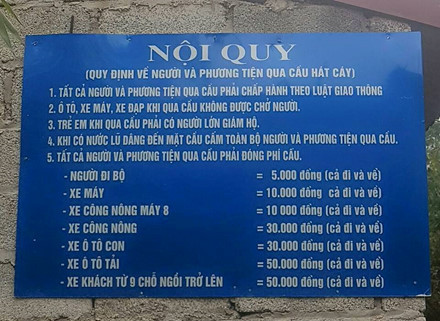 NỘI QUY
(QUY ĐỊNH VỀ NGƯỜI VÀ PHƯƠNG TIỆN QUA CẦU HÁT CÂY)
1. TẤT CẢ NGƯỜI VÀ PHƯƠNG TIỆN QUA CẦU PHẢI CHẤP HÀNH THEO LUẬT GIAO THÔNG
2. Ô TÔ, XE MÁY, XE ĐẠP KHI QUA CẦU KHÔNG ĐƯỢC CHỞ NGƯỜI.
3. TRẺ EM KHI QUA CẦU PHẢI CÓ NGƯỜI LỚN GIÁM HỘ.
4. KHI CÓ NƯỚC LŨ DÂNG ĐẾN MẶT CẦU CẤM TOÀN BỘ NGƯỜI VÀ PHƯƠNG TIỆN QUA CẦU.
5. TẤT CẢ NGƯỜI VÀ PHƯƠNG TIỆN QUA CẦU PHẢI ĐÓNG PHÍ CẦU.
- NGƯỜI ĐI BỘ = 5.000 đồng (cả đi và về)
- XE MÁY = 10.000 đồng (cả đi và về)
- XE CÔNG NÔNG MÁY 8 = 10 000 đồng (cả đi và về)
- XE CÔNG NÔNG = 30.000 đồng (cả đi và về)
- XE Ô TÔ CON = 30.000 đồng (cả đi và về)
- XE Ô TÔ TẢI = 50.000 đồng (cả đi và về)
- XE KHÁCH TỪ 9 CHỖ NGỒI TRỞ LÊN = 50.000 đồng (cả đi và về)